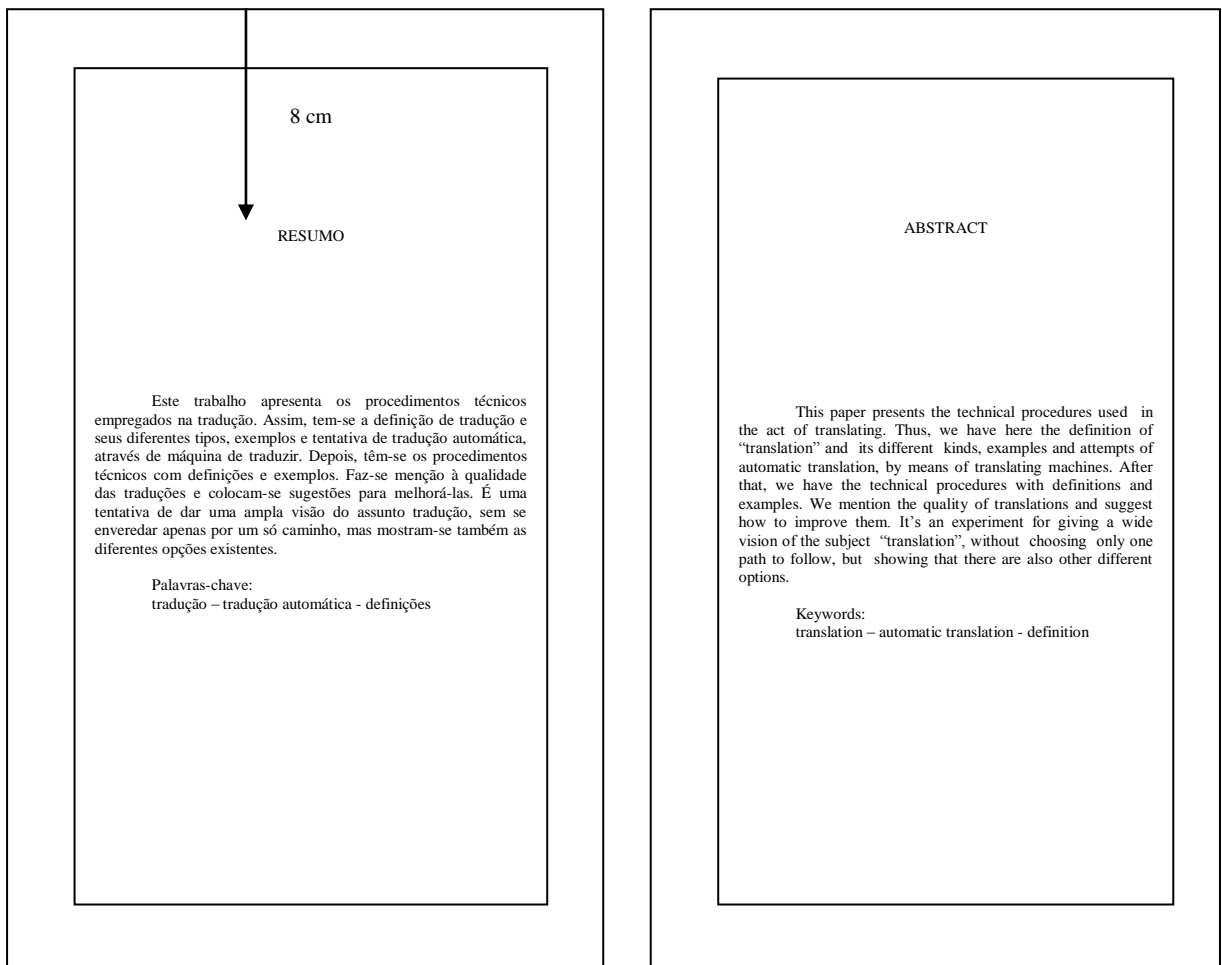 8 cm
RESUMO
Este trabalho apresenta os procedimentos técnicos
empregados na tradução. Assim, tem-se a definição de tradução e
seus diferentes tipos, exemplos e tentativa de tradução automática,
através de máquina de traduzir. Depois, têm-se os procedimentos
técnicos com definições e exemplos. Faz-se menção à qualidade
das traduções e colocam-se sugestões para melhorá-las. É uma
tentativa de dar uma ampla visão do assunto tradução, sem se
enveredar apenas por um só caminho, mas mostram-se também as
diferentes opções existentes.
Palavras-chave:
tradução – tradução automática - definições
ABSTRACT
This paper presents the technical procedures used in
the act of translating. Thus, we have here the definition of
“translation” and its different kinds, examples and attempts of
automatic translation, by means of translating machines. After
that, we have the technical procedures with definitions and
examples. We mention the quality of translations and suggest
how to improve them. It’s an experiment for giving a wide
vision of the subject “translation”, without choosing only one
path to follow, but showing that there are also other different
options.
Keywords:
translation – automatic translation - definition